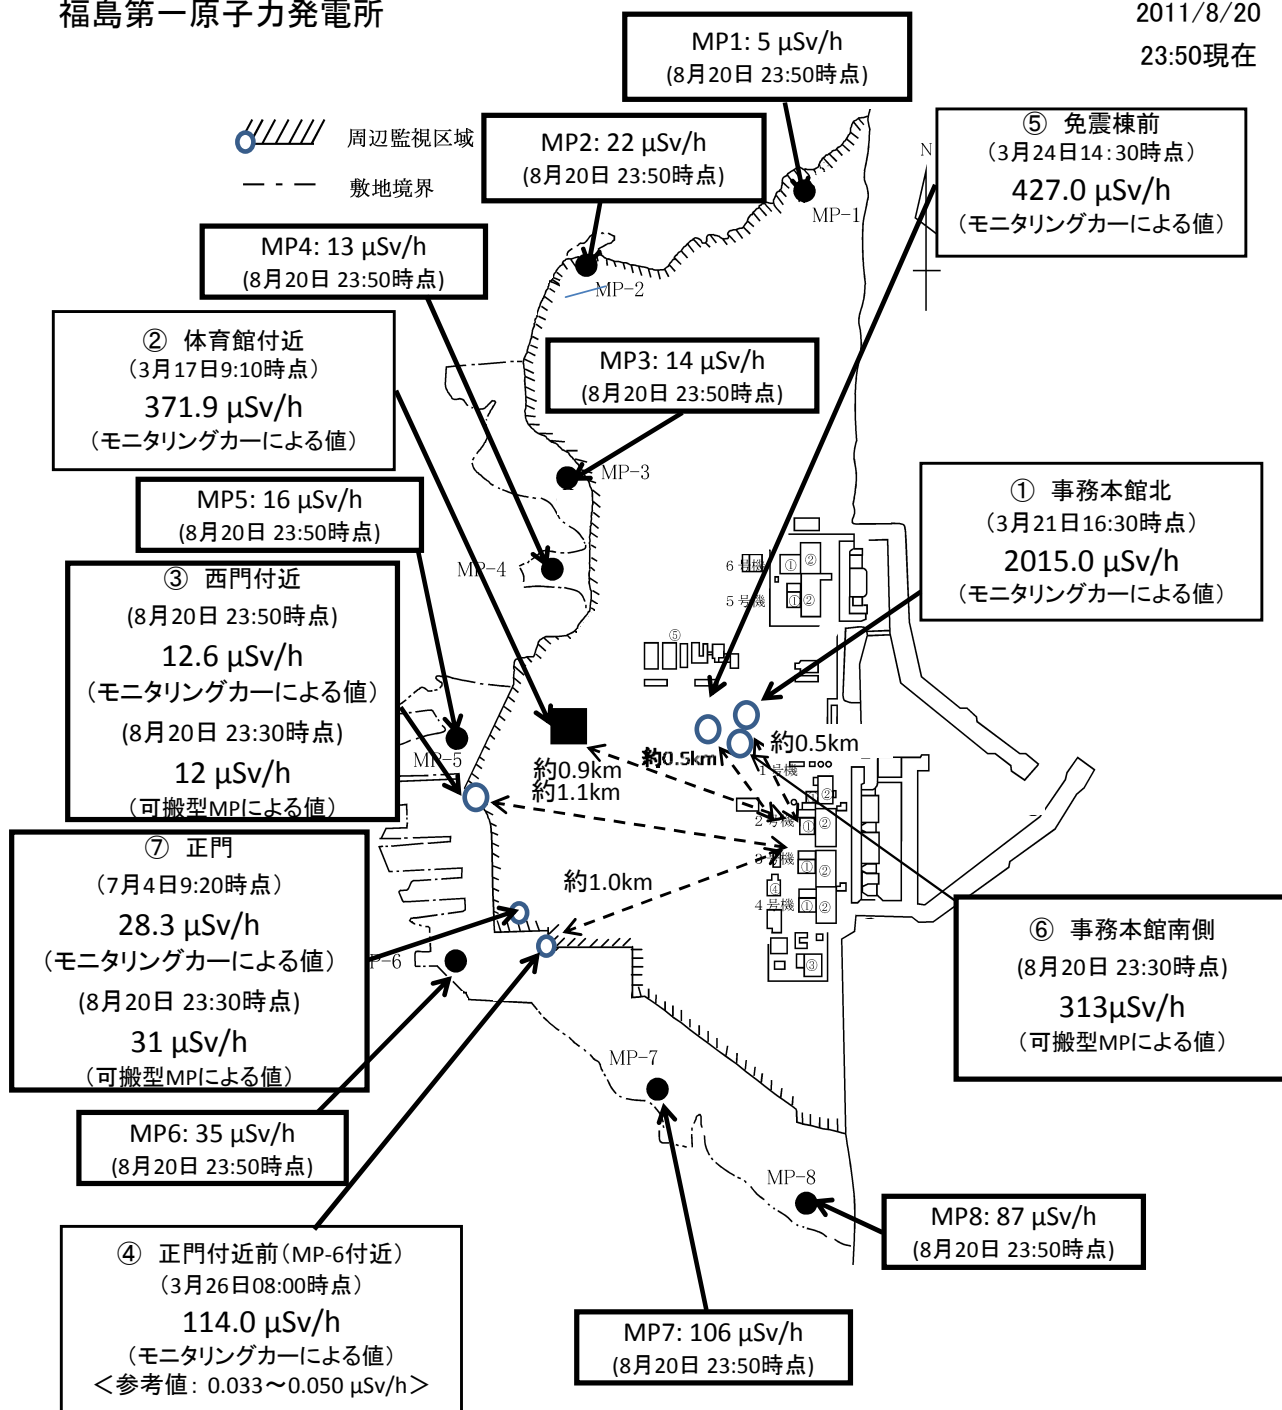 福島第一原子力発電所
2011/8/20
23:50現在
MP1: 5 μSv/h
(8月20日 23:50時点)
周辺監視区域
敷地境界
MP2: 22 μSv/h
(8月20日 23:50時点)
⑤ 免震棟前
(3月24日14:30時点)
427.0 μSv/h
(モニタリングカーによる値)
N
MP-1
MP4: 13 μSv/h
(8月20日 23:50時点)
MP-2
② 体育館付近
(3月17日9:10時点)
371.9 μSv/h
(モニタリングカーによる値)
MP3: 14 μSv/h
(8月20日 23:50時点)
MP-3
MP5: 16 μSv/h
(8月20日 23:50時点)
① 事務本館北
(3月21日16:30時点)
2015.0 μSv/h
(モニタリングカーによる値)
MP-4
③ 西門付近
(8月20日 23:50時点)
12.6 μSv/h
(モニタリングカーによる値)
(8月20日 23:30時点)
12 μSv/h
(可搬型MPによる値)
6号機
① ②
5号機
① ②
⑤
MP-5
約0.9km
約1.1km
約0.5km
約0.5km
1号機
②
2号機
① ②
3号機
① ②
④
4号機
① ②
③
約1.0km
⑦ 正門
(7月4日9:20時点)
28.3 μSv/h
(モニタリングカーによる値)
(8月20日 23:30時点)
31 μSv/h
(可搬型MPによる値)
P-6
⑥ 事務本館南側
(8月20日 23:30時点)
313μSv/h
(可搬型MPによる値)
MP-7
MP6: 35 μSv/h
(8月20日 23:50時点)
MP-8
MP8: 87 μSv/h
(8月20日 23:50時点)
④ 正門付近前(MP-6付近)
(3月26日08:00時点)
114.0 μSv/h
(モニタリングカーによる値)
<参考値: 0.033～0.050 μSv/h>
MP7: 106 μSv/h
(8月20日 23:50時点)